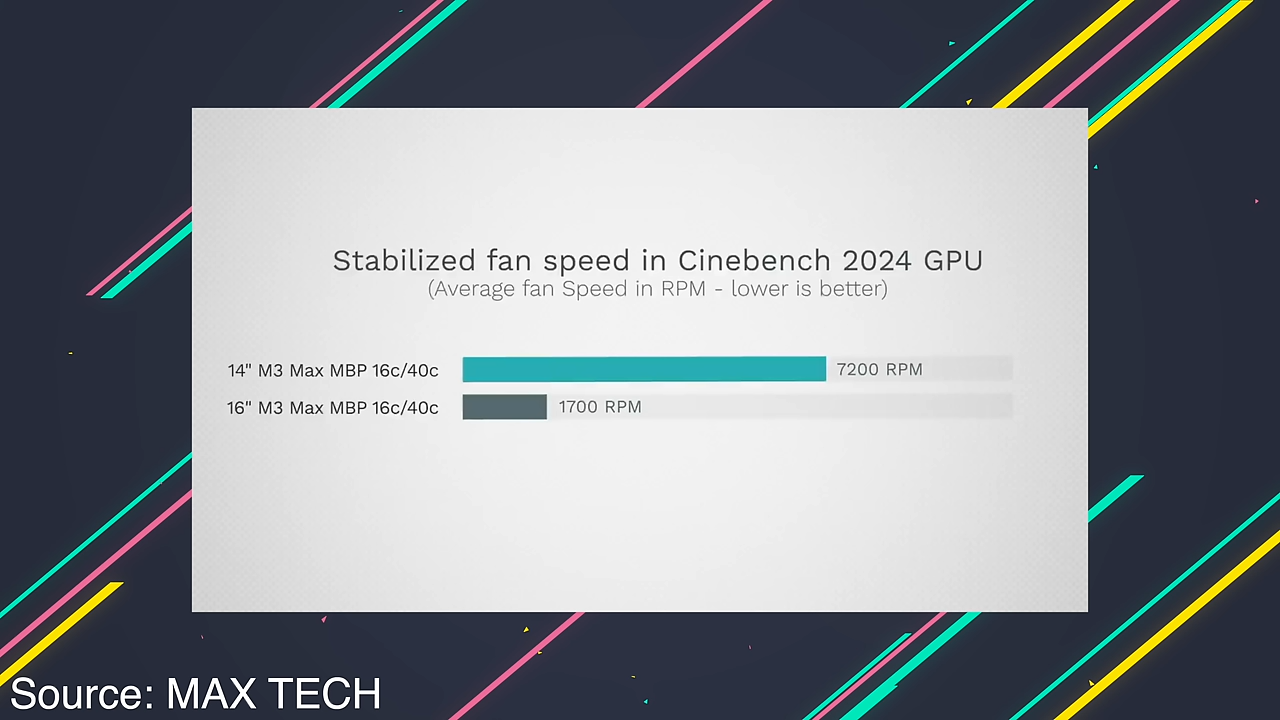 Stabilized fan speed in Cinebench 2024 GPU
(Average fan Speed in RPM - lower is better)
14" M3 Max MBP 16c/40c 7200 RPM
16" M3 Max MBP 16c/40c 1700 RPM
Source: MAX TECH